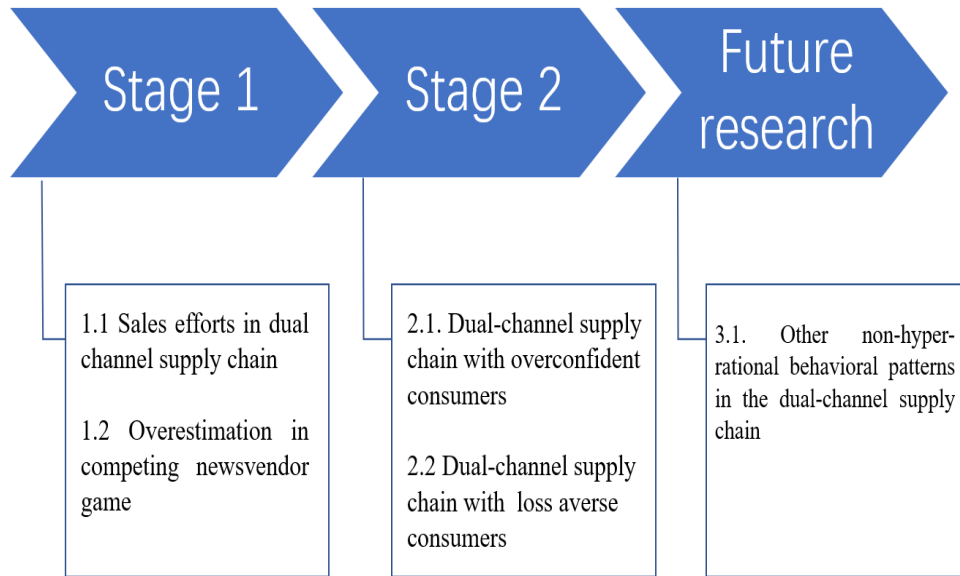 Stage 1
Stage 2
Future
research
1.1 Sales efforts in dual
channel supply chain
1.2 Overestimation in
competing newsvendor
game
2.1. Dual-channel supply
chain with overconfident
consumers
2.2 Dual-channel supply
chain with loss averse
consumers
3.1. Other non-hyper-
rational behavioral patterns
in the dual-channel supply
chain